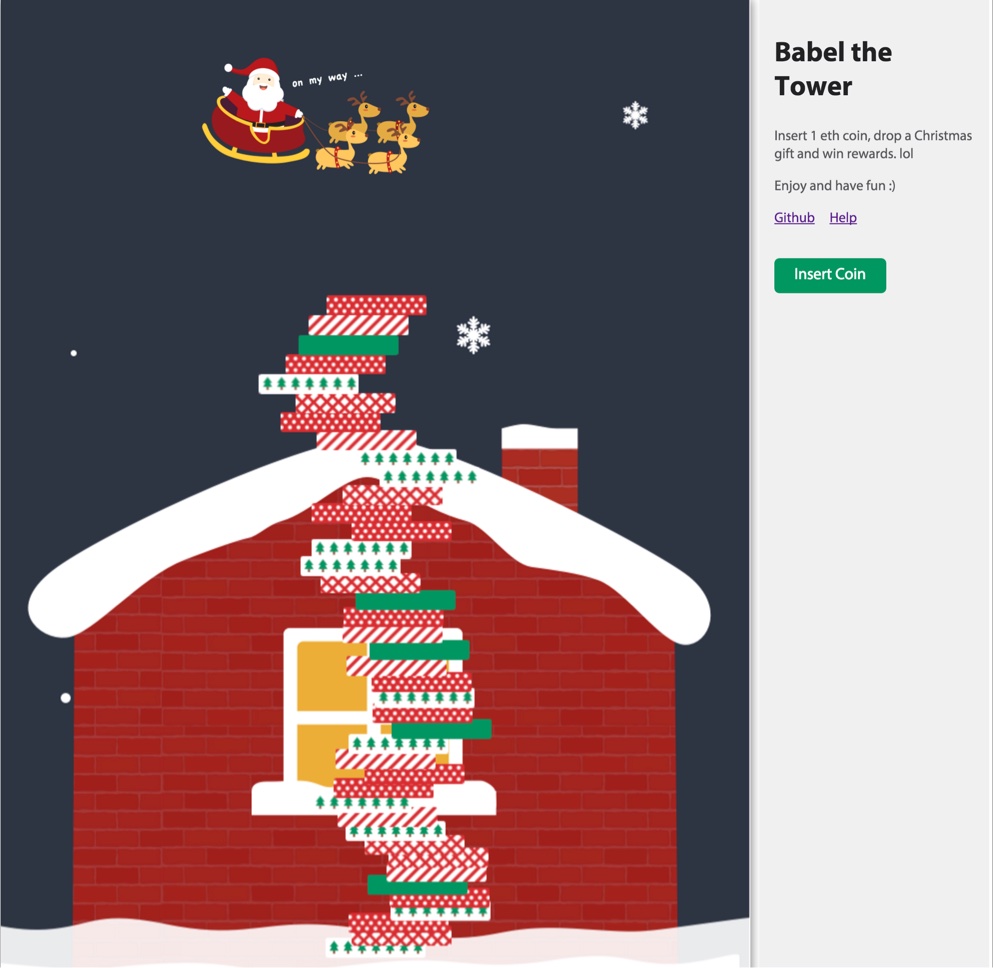 on my way ...
Babel the
Tower
Insert 1 eth coin, drop a Christmas
gift and win rewards. lol
Enjoy and have fun :)
Github Help
Insert Coin